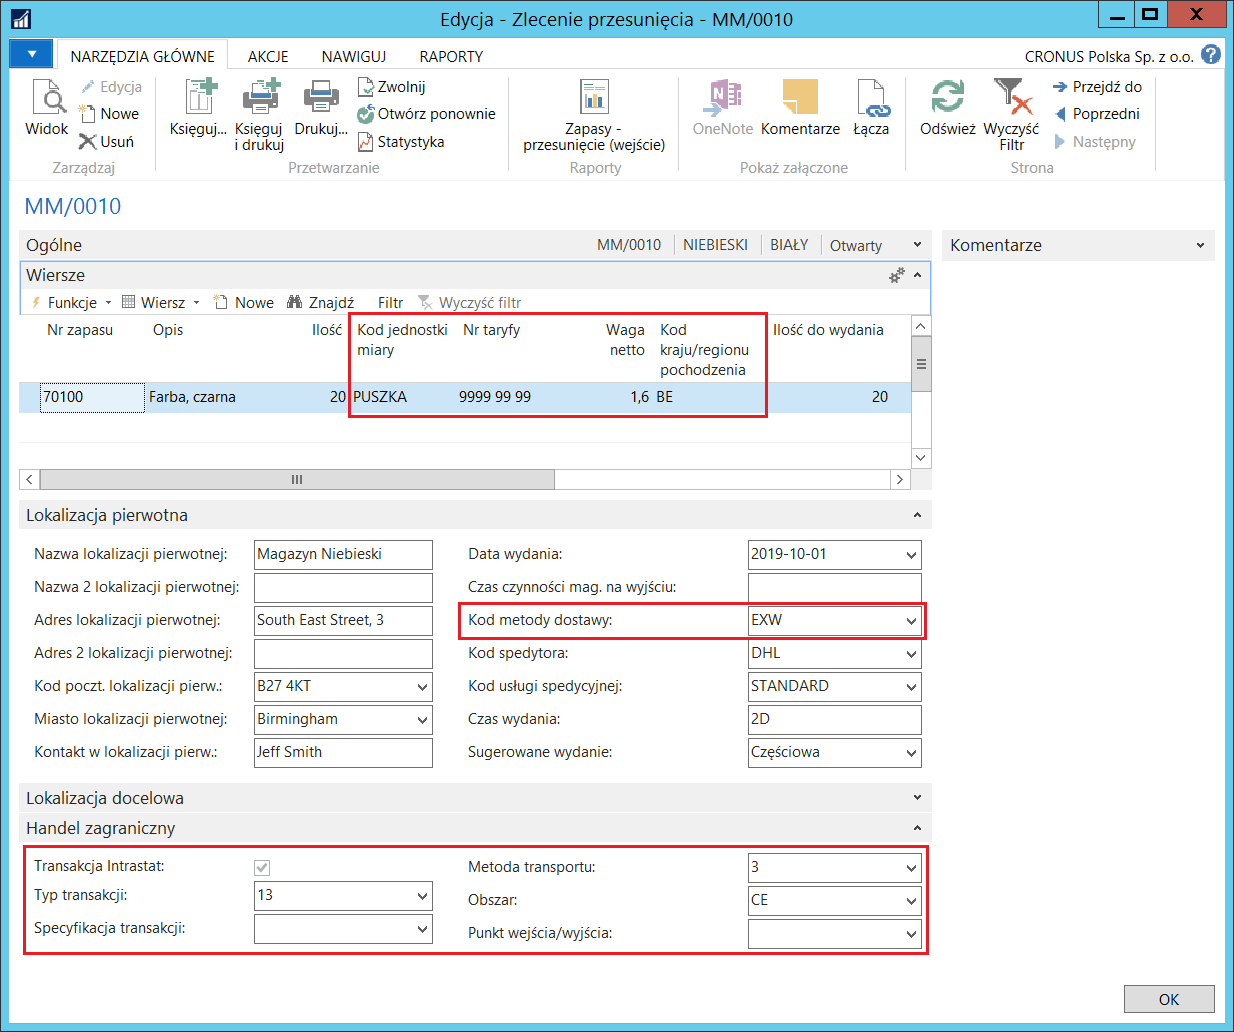 Edycja - Zlecenie przesunięcia - MM/0010
NARZĘDZIA GŁÓWNE
AKCJE
NAWIGUJ
RAPORTY
CRONUS Polska Sp. z o.o.
Widok
Edycja
Nowe
Usuń
Zarządzaj
Księguj...
Księguj
i drukuj
Drukuj...
Zwolnij
Otwórz ponownie
Statystyka
Przetwarzanie
Zapasy -
przesunięcie (wejście)
Raporty
OneNote
Komentarze
Łącza
Pokaż załączone
Odśwież
Wyczyść
Filtr
Przejdź do
Poprzedni
Następny
Strona
MM/0010
Ogólne
MM/0010
NIEBIESKI
BIAŁY
Otwarty
Komentarze
Wiersze
Funkcje
Wiersz
Nowe
Znajdź
Filtr
Wyczyść filtr
Nr zapasu
Opis
Ilość
Kod jednostki
miary
Nr taryfy
Waga
netto
Kod
kraju/regionu
pochodzenia
Ilość do wydania
70100
Farba, czarna
20
PUSZKA
9999 99 99
1,6
BE
20
Lokalizacja pierwotna
Nazwa lokalizacji pierwotnej: Magazyn Niebieski
Nazwa 2 lokalizacji pierwotnej:
Adres lokalizacji pierwotnej: South East Street, 3
Adres 2 lokalizacji pierwotnej:
Kod poczt. lokalizacji pierw.: B27 4KT
Miasto lokalizacji pierwotnej: Birmingham
Kontakt w lokalizacji pierw.: Jeff Smith
Data wydania: 2019-10-01
Czas czynności mag. na wyjściu:
Kod metody dostawy: EXW
Kod spedytora: DHL
Kod usługi spedycyjnej: STANDARD
Czas wydania: 2D
Sugerowane wydanie: Częściowa
Lokalizacja docelowa
Handel zagraniczny
Transakcja Intrastat:
Typ transakcji: 13
Specyfikacja transakcji:
Metoda transportu: 3
Obszar: CE
Punkt wejścia/wyjścia:
OK